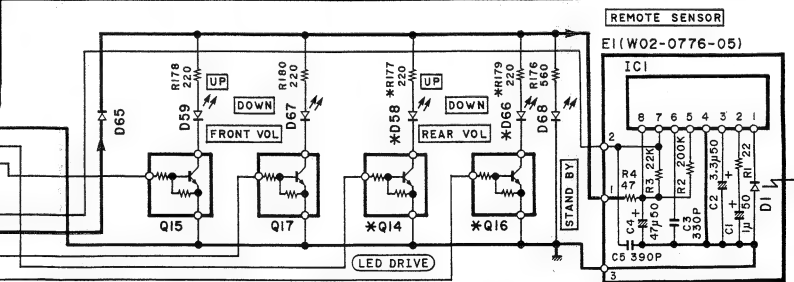 REMOTE SENSOR
E1(W02-0776-05)
IC1
R178
220
R180
220
*R177
220
*R179
220
R176
560
UP
DOWN
UP
DOWN
D65
D59
D67
*D58
*D66
D68
FRONT VOL
REAR VOL
STAND BY
Q15
Q17
*Q14
*Q16
LED DRIVE
8 7 6 5 4 3 2 1
2
1
3
R4
47
R3 22K
R2 200K
C2 3.3μ50
+
R1 22
D1
C4
47μ50
+
C3
330P
C1
1μ 50
+
C5 390P